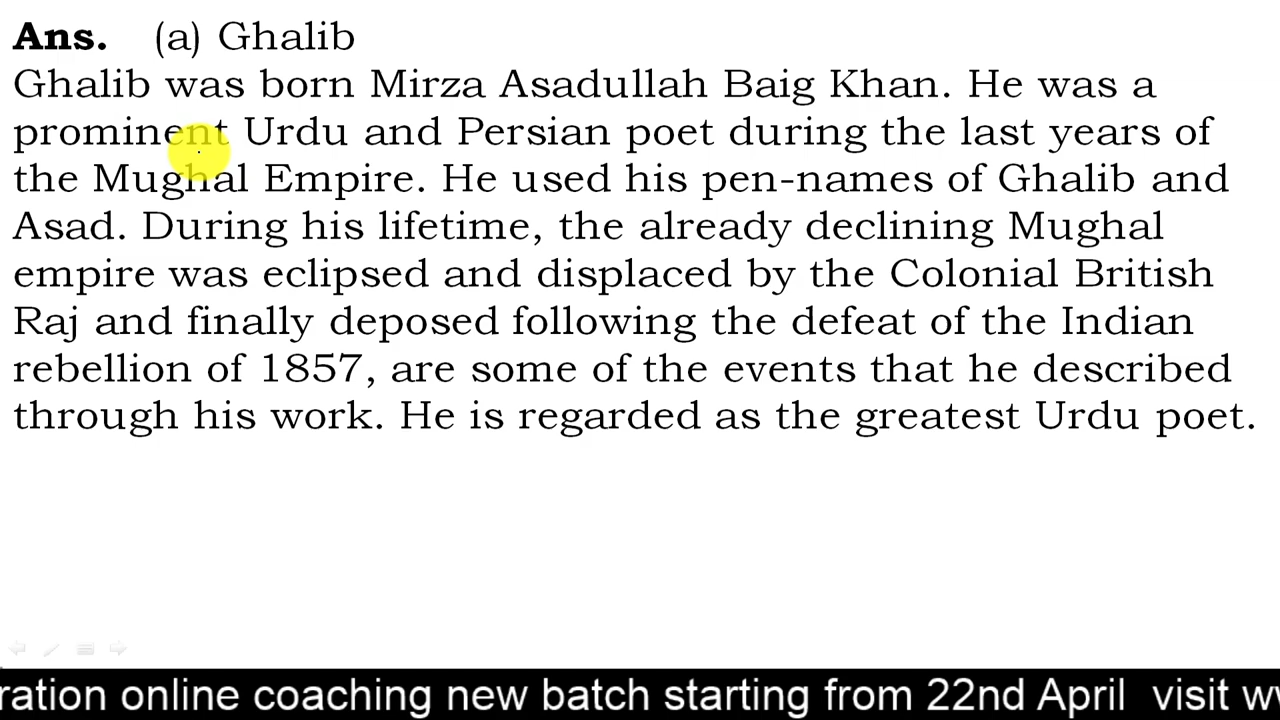 Ans. (a) Ghalib
Ghalib was born Mirza Asadullah Baig Khan. He was a
prominent Urdu and Persian poet during the last years of
the Mughal Empire. He used his pen-names of Ghalib and
Asad. During his lifetime, the already declining Mughal
empire was eclipsed and displaced by the Colonial British
Raj and finally deposed following the defeat of the Indian
rebellion of 1857, are some of the events that he described
through his work. He is regarded as the greatest Urdu poet.
ration online coaching new batch starting from 22nd April visit